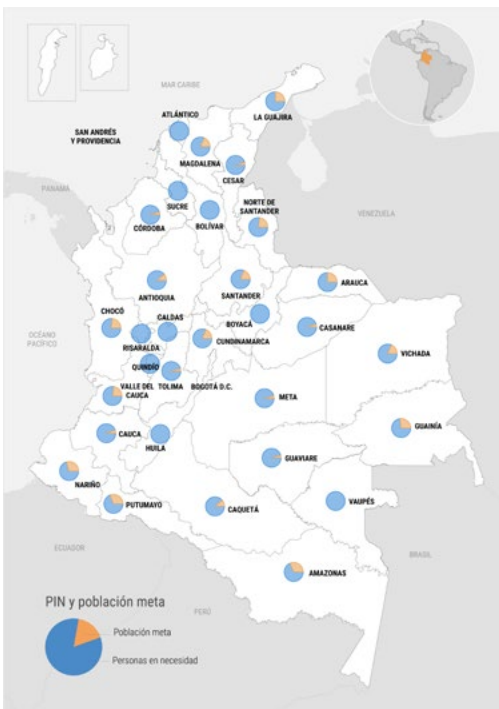 MAR CARIBE
ATLÁNTICO
LA GUAJIRA
SAN ANDRÉS
Y PROVIDENCIA
MAGDALENA
CESAR
PANAMA
SUCRE
NORTE DE
SANTANDER
VENEZUELA
CÓRDOBA
BOLÍVAR
ANTIOQUIA
SANTANDER
ARAUCA
CHOCÓ
CALDAS
BOYACÁ
CASANARE
OCÉANO
PACÍFICO
RISARALDA
CUNDINAMARCA
VICHADA
QUINDÍO
VALLE DEL
CAUCA
TOLIMA
BOGOTÁ D.C.
META
GUAINÍA
CAUCA
HUILA
GUAVIARE
NARIÑO
PUTUMAYO
CAQUETÁ
VAUPÉS
ECUADOR
BRASIL
AMAZONAS
PERÚ
PIN y población meta
Población meta
Personas en necesidad